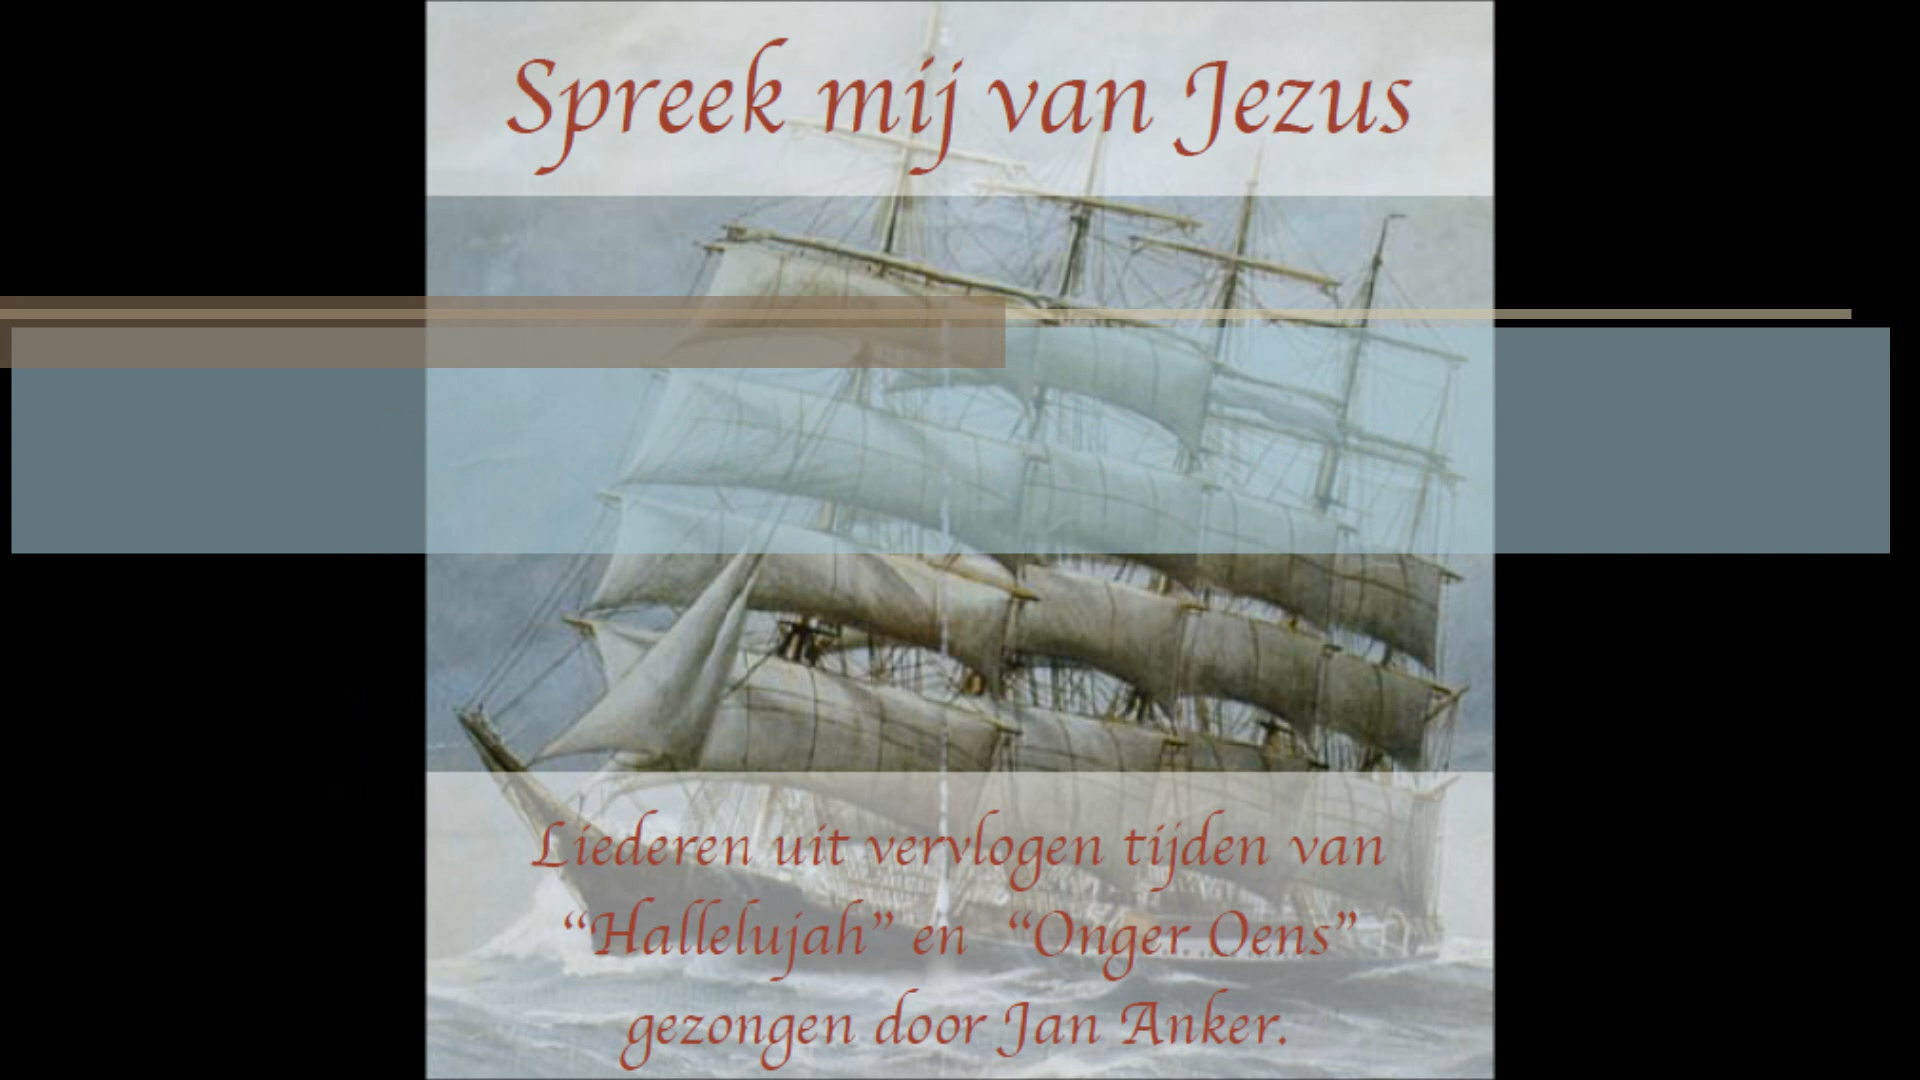 Spreek mij van Jezus
Liederen uit vervlogen tijden van
“Hallelujah” en “Onger Oens”
gezongen door Jan Anker.